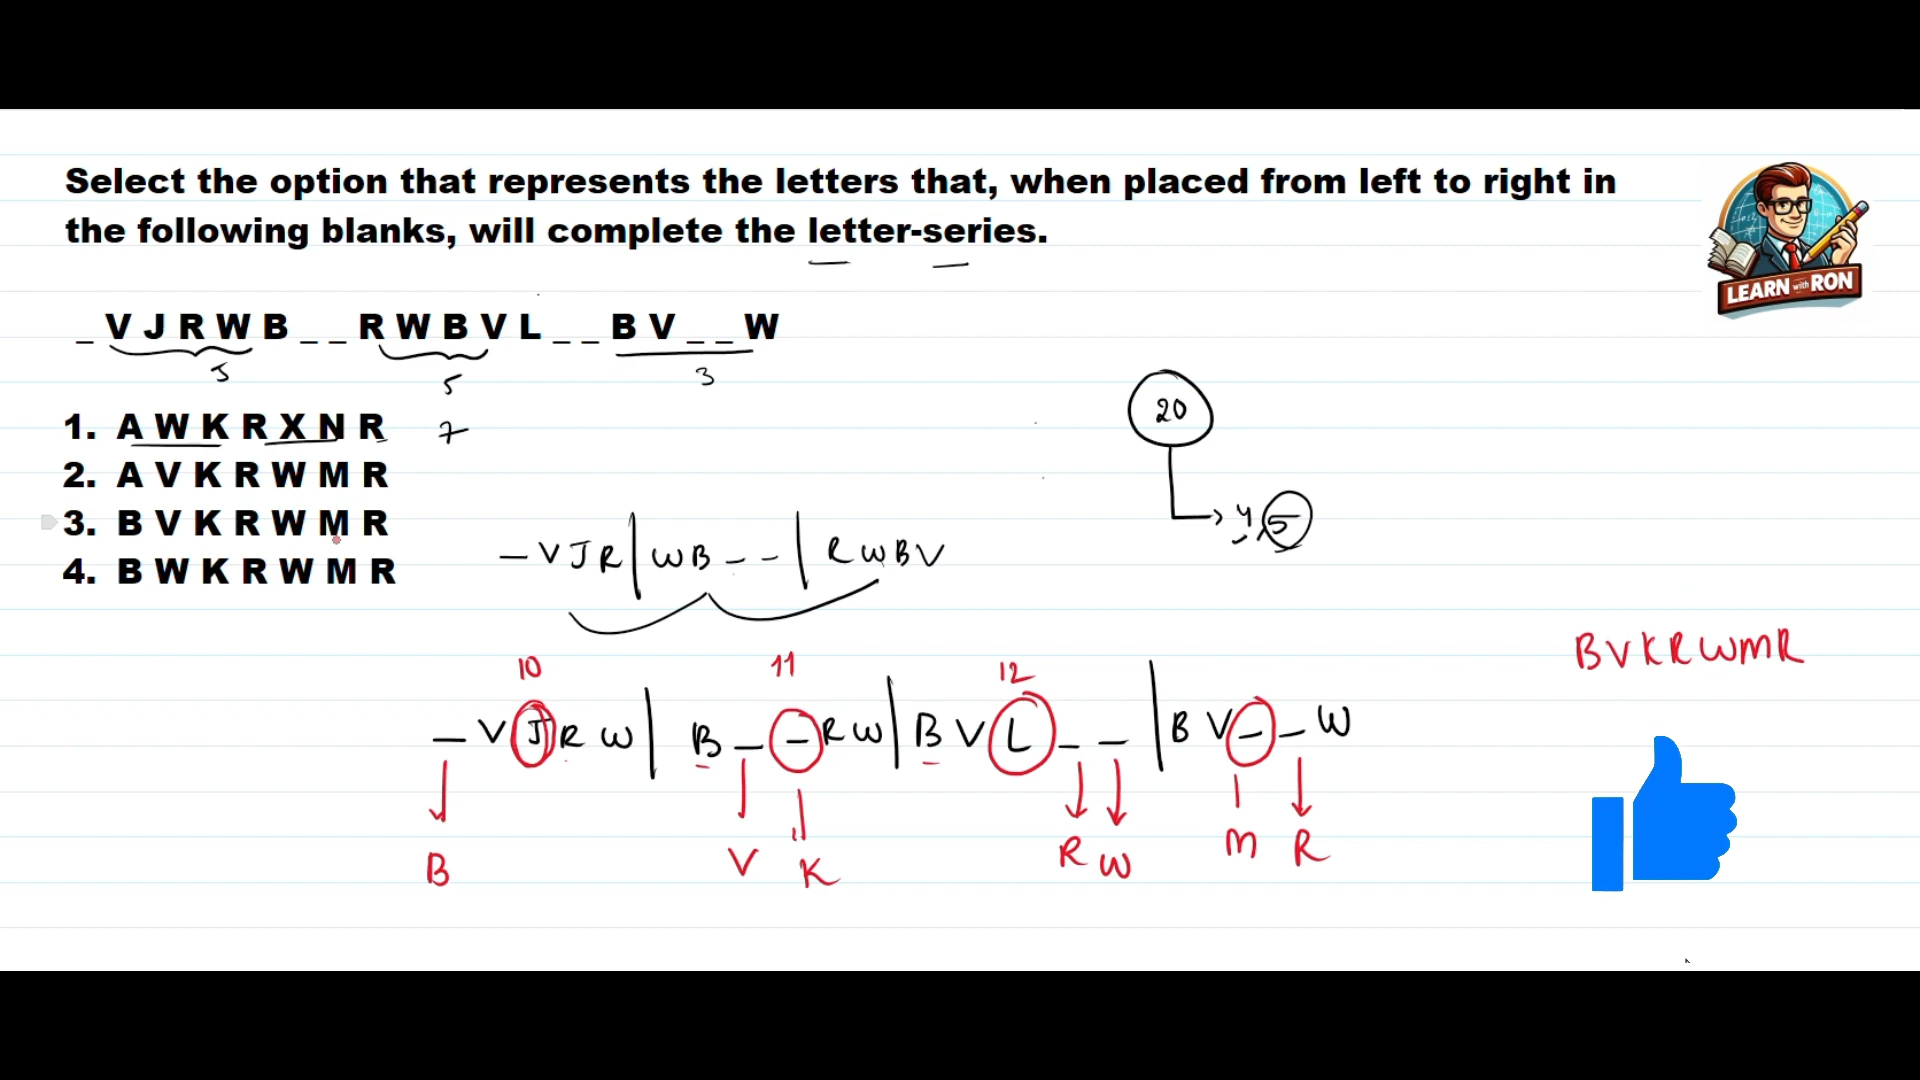 Select the option that represents the letters that, when placed from left to right in
the following blanks, will complete the letter-series.
LEARN with RON
_ V J R W B _ _ R W B V L _ _ B V _ _ W
5 5 3
1. A W K R X N R 7
2. A V K R W M R
3. B V K R W M R
4. B W K R W M R
20
4, 5
_ V J R | W B _ _ | R W B V
B V K R W M R
10 11 12
_ V J R W | B _ _ R W | B V L _ _ | B V _ _ W
B V K R W M R